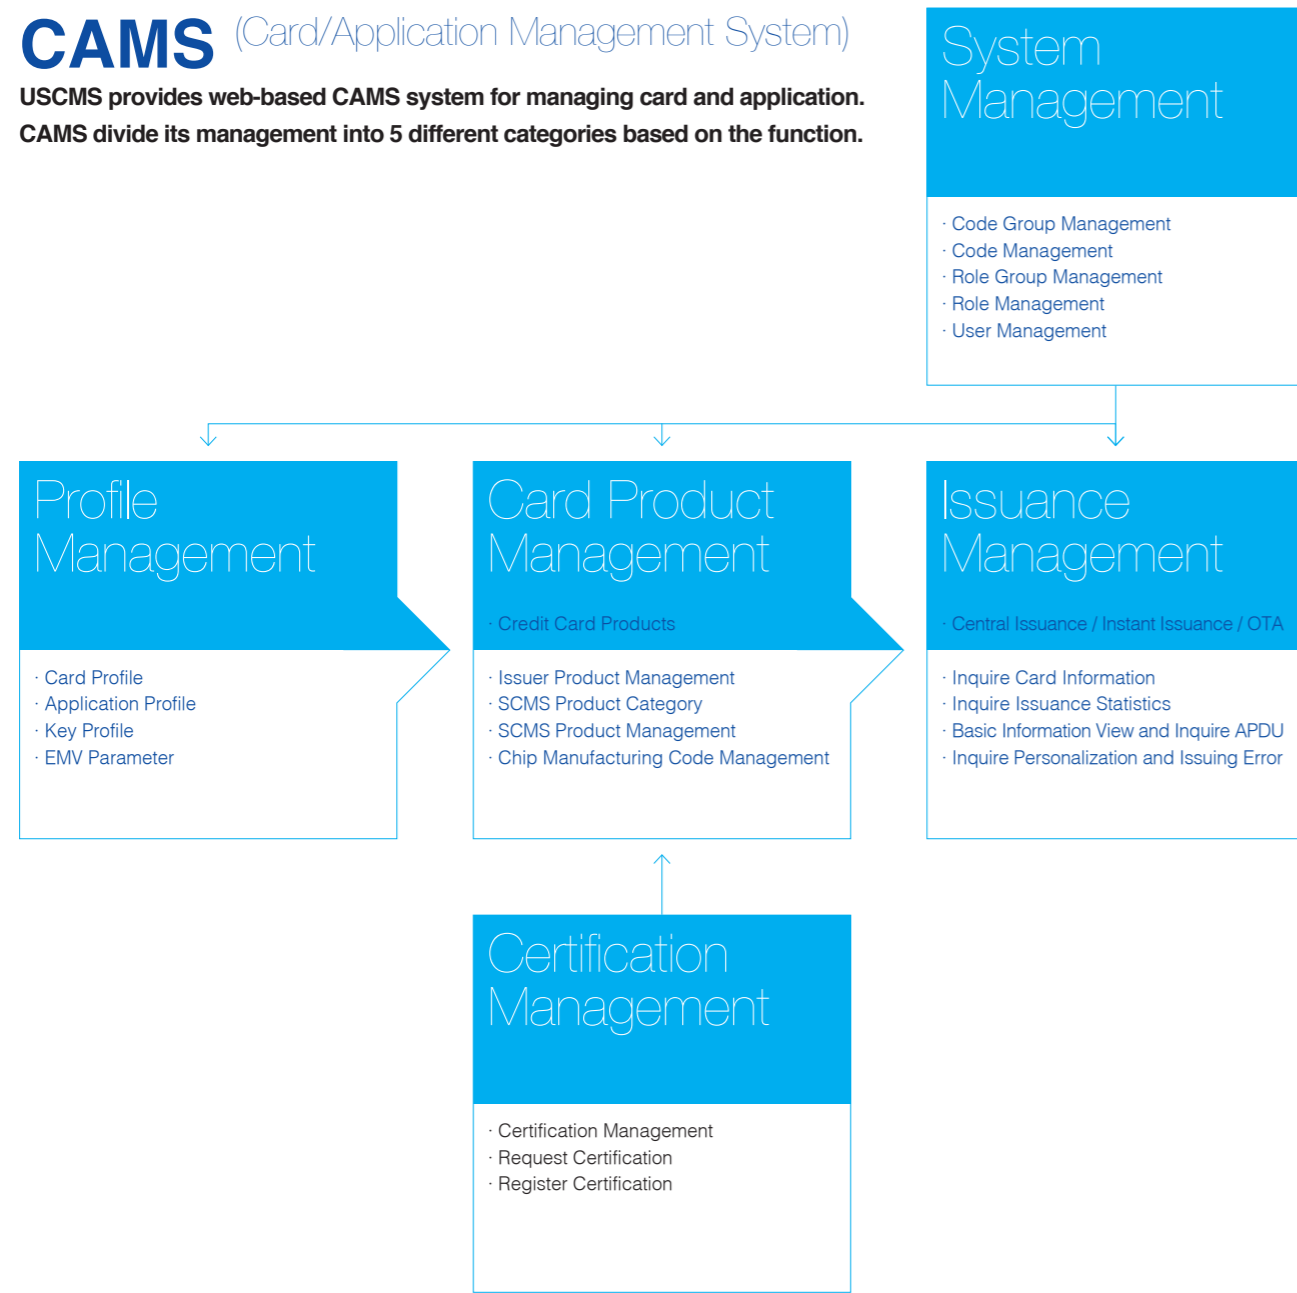 CAMS (Card/Application Management System)
USCMS provides web-based CAMS system for managing card and application.
CAMS divide its management into 5 different categories based on the function.
System
Management
· Code Group Management
· Code Management
· Role Group Management
· Role Management
· User Management
Profile
Management
· Card Profile
· Application Profile
· Key Profile
· EMV Parameter
Card Product
Management
· Credit Card Products
· Issuer Product Management
· SCMS Product Category
· SCMS Product Management
· Chip Manufacturing Code Management
Issuance
Management
· Central Issuance / Instant Issuance / OTA
· Inquire Card Information
· Inquire Issuance Statistics
· Basic Information View and Inquire APDU
· Inquire Personalization and Issuing Error
Certification
Management
· Certification Management
· Request Certification
· Register Certification